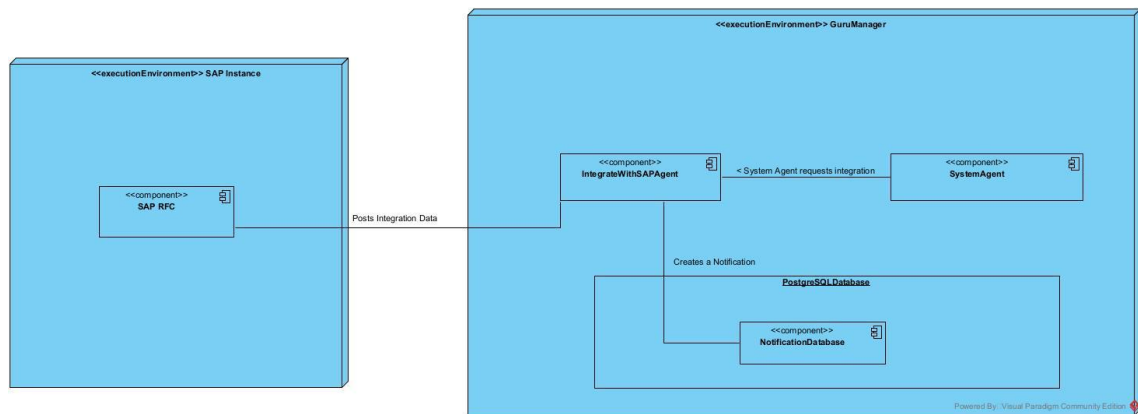 <<executionEnvironment>> GuruManager
<<executionEnvironment>> SAP Instance
<<component>>
SAP RFC
Posts Integration Data
<<component>>
IntegrateWithSAPAgent
< System Agent requests integration
<<component>>
SystemAgent
Creates a Notification
PostgreSQLDatabase
<<component>>
NotificationDatabase
Powered By Visual Paradigm Community Edition